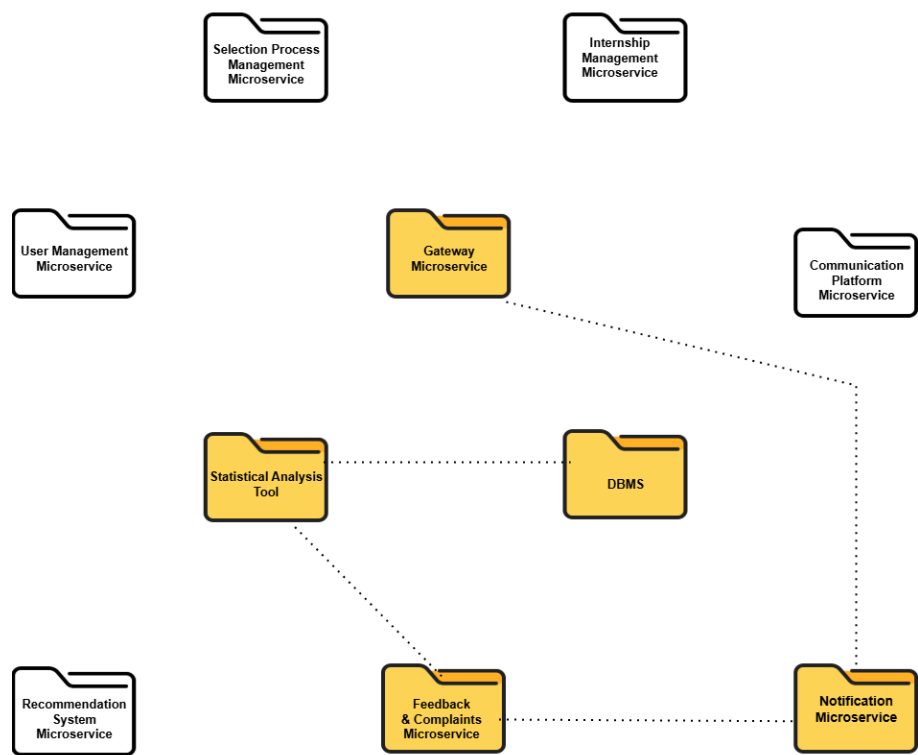 Selection Process
Management
Microservice
Internship
Management
Microservice
User Management
Microservice
Gateway
Microservice
Communication
Platform
Microservice
Statistical Analysis
Tool
DBMS
Recommendation
System
Microservice
Feedback
& Complaints
Microservice
Notification
Microservice